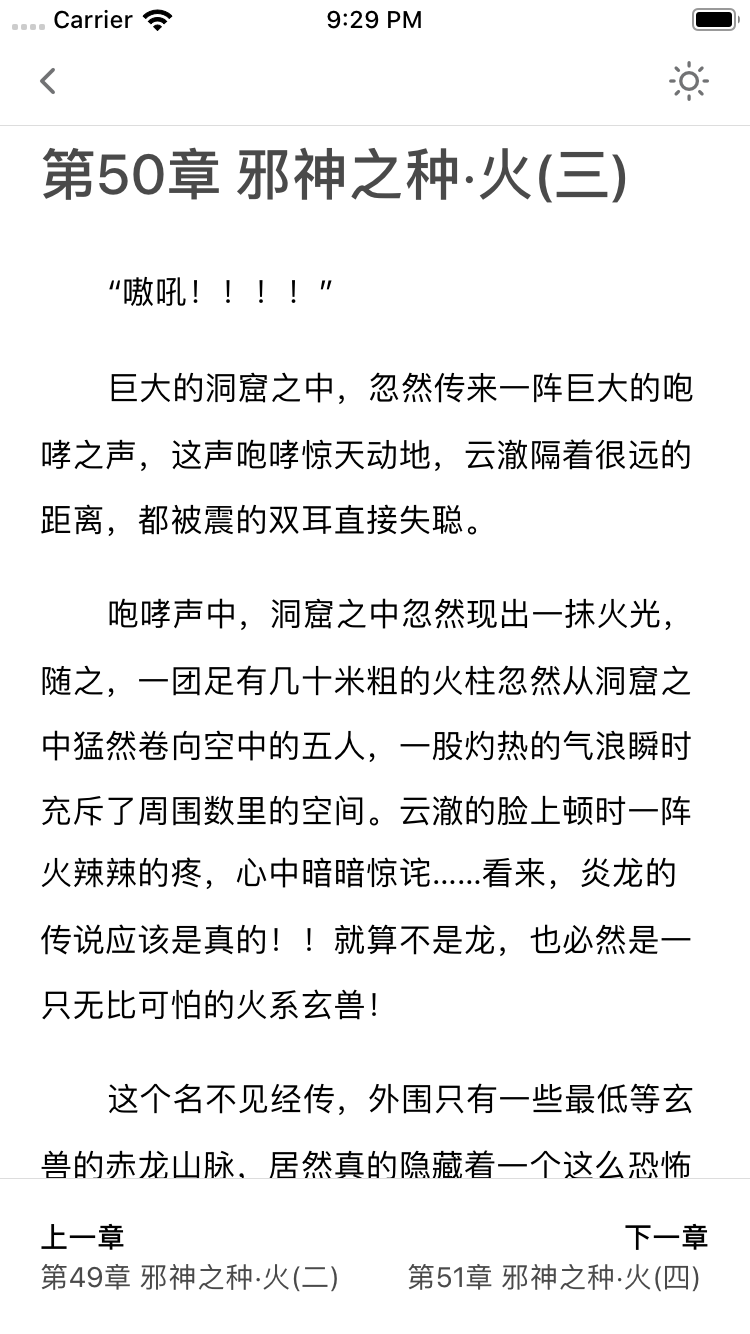 Carrier 9:29 PM
第50章 邪神之种·火(三)
“嗷吼！！！！”
巨大的洞窟之中，忽然传来一阵巨大的咆
哮之声，这声咆哮惊天动地，云澈隔着很远的
距离，都被震的双耳直接失聪。
咆哮声中，洞窟之中忽然现出一抹火光，
随之，一团足有几十米粗的火柱忽然从洞窟之
中猛然卷向空中的五人，一股灼热的气浪瞬时
充斥了周围数里的空间。云澈的脸上顿时一阵
火辣辣的疼，心中暗暗惊诧……看来，炎龙的
传说应该是真的！！就算不是龙，也必然是一
只无比可怕的火系玄兽！
这个名不见经传，外围只有一些最低等玄
兽的赤龙山脉，居然真的隐藏着一个这么恐怖
上一章 下一章
第49章 邪神之种·火(二) 第51章 邪神之种·火(四)